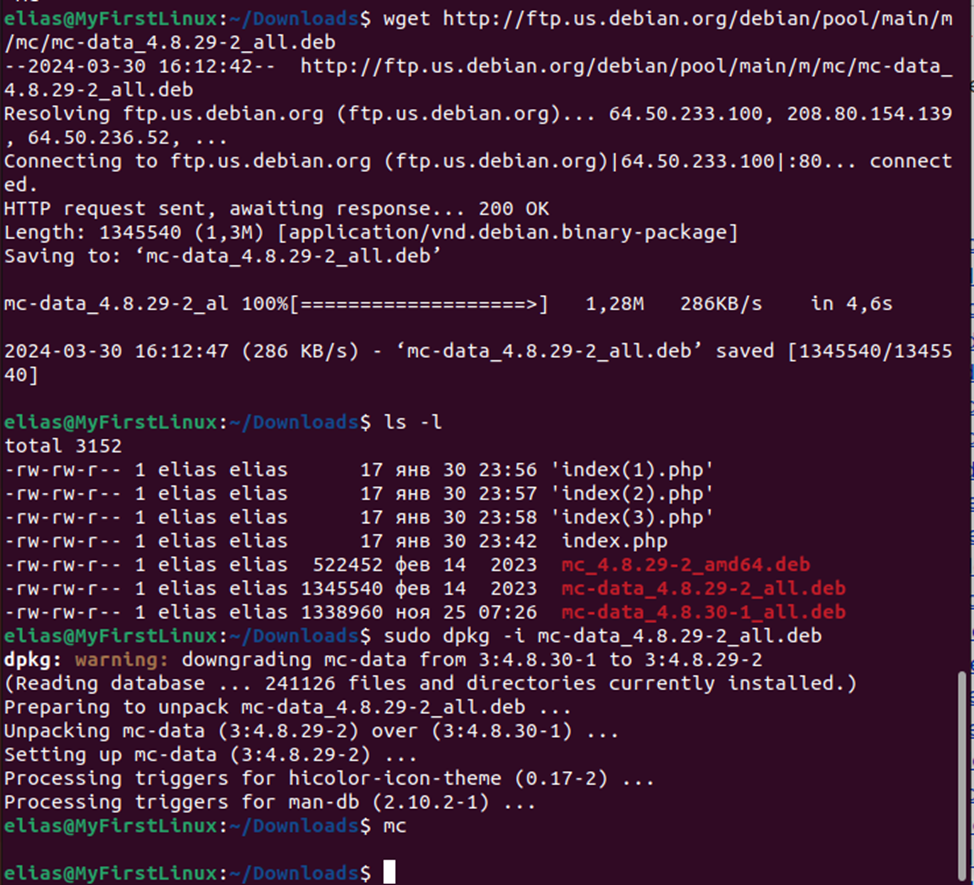 elias@MyFirstLinux:~/Downloads$ wget http://ftp.us.debian.org/debian/pool/main/m
/mc/mc-data_4.8.29-2_all.deb
--2024-03-30 16:12:42--  http://ftp.us.debian.org/debian/pool/main/m/mc/mc-data_
4.8.29-2_all.deb
Resolving ftp.us.debian.org (ftp.us.debian.org)... 64.50.233.100, 208.80.154.139
, 64.50.236.52, ...
Connecting to ftp.us.debian.org (ftp.us.debian.org)|64.50.233.100|:80... connect
ed.
HTTP request sent, awaiting response... 200 OK
Length: 1345540 (1,3M) [application/vnd.debian.binary-package]
Saving to: ‘mc-data_4.8.29-2_all.deb’
mc-data_4.8.29-2_al 100%[===================>]   1,28M   286KB/s    in 4,6s
2024-03-30 16:12:47 (286 KB/s) - ‘mc-data_4.8.29-2_all.deb’ saved [1345540/13455
40]
elias@MyFirstLinux:~/Downloads$ ls -l
total 3152
-rw-rw-r-- 1 elias elias      17 янв 30 23:56 'index(1).php'
-rw-rw-r-- 1 elias elias      17 янв 30 23:57 'index(2).php'
-rw-rw-r-- 1 elias elias      17 янв 30 23:58 'index(3).php'
-rw-rw-r-- 1 elias elias      17 янв 30 23:42  index.php
-rw-rw-r-- 1 elias elias  522452 фев 14  2023  mc_4.8.29-2_amd64.deb
-rw-rw-r-- 1 elias elias 1345540 фев 14  2023  mc-data_4.8.29-2_all.deb
-rw-rw-r-- 1 elias elias 1338960 ноя 25 07:26  mc-data_4.8.30-1_all.deb
elias@MyFirstLinux:~/Downloads$ sudo dpkg -i mc-data_4.8.29-2_all.deb
dpkg: warning: downgrading mc-data from 3:4.8.30-1 to 3:4.8.29-2
(Reading database ... 241126 files and directories currently installed.)
Preparing to unpack mc-data_4.8.29-2_all.deb ...
Unpacking mc-data (3:4.8.29-2) over (3:4.8.30-1) ...
Setting up mc-data (3:4.8.29-2) ...
Processing triggers for hicolor-icon-theme (0.17-2) ...
Processing triggers for man-db (2.10.2-1) ...
elias@MyFirstLinux:~/Downloads$ mc
elias@MyFirstLinux:~/Downloads$